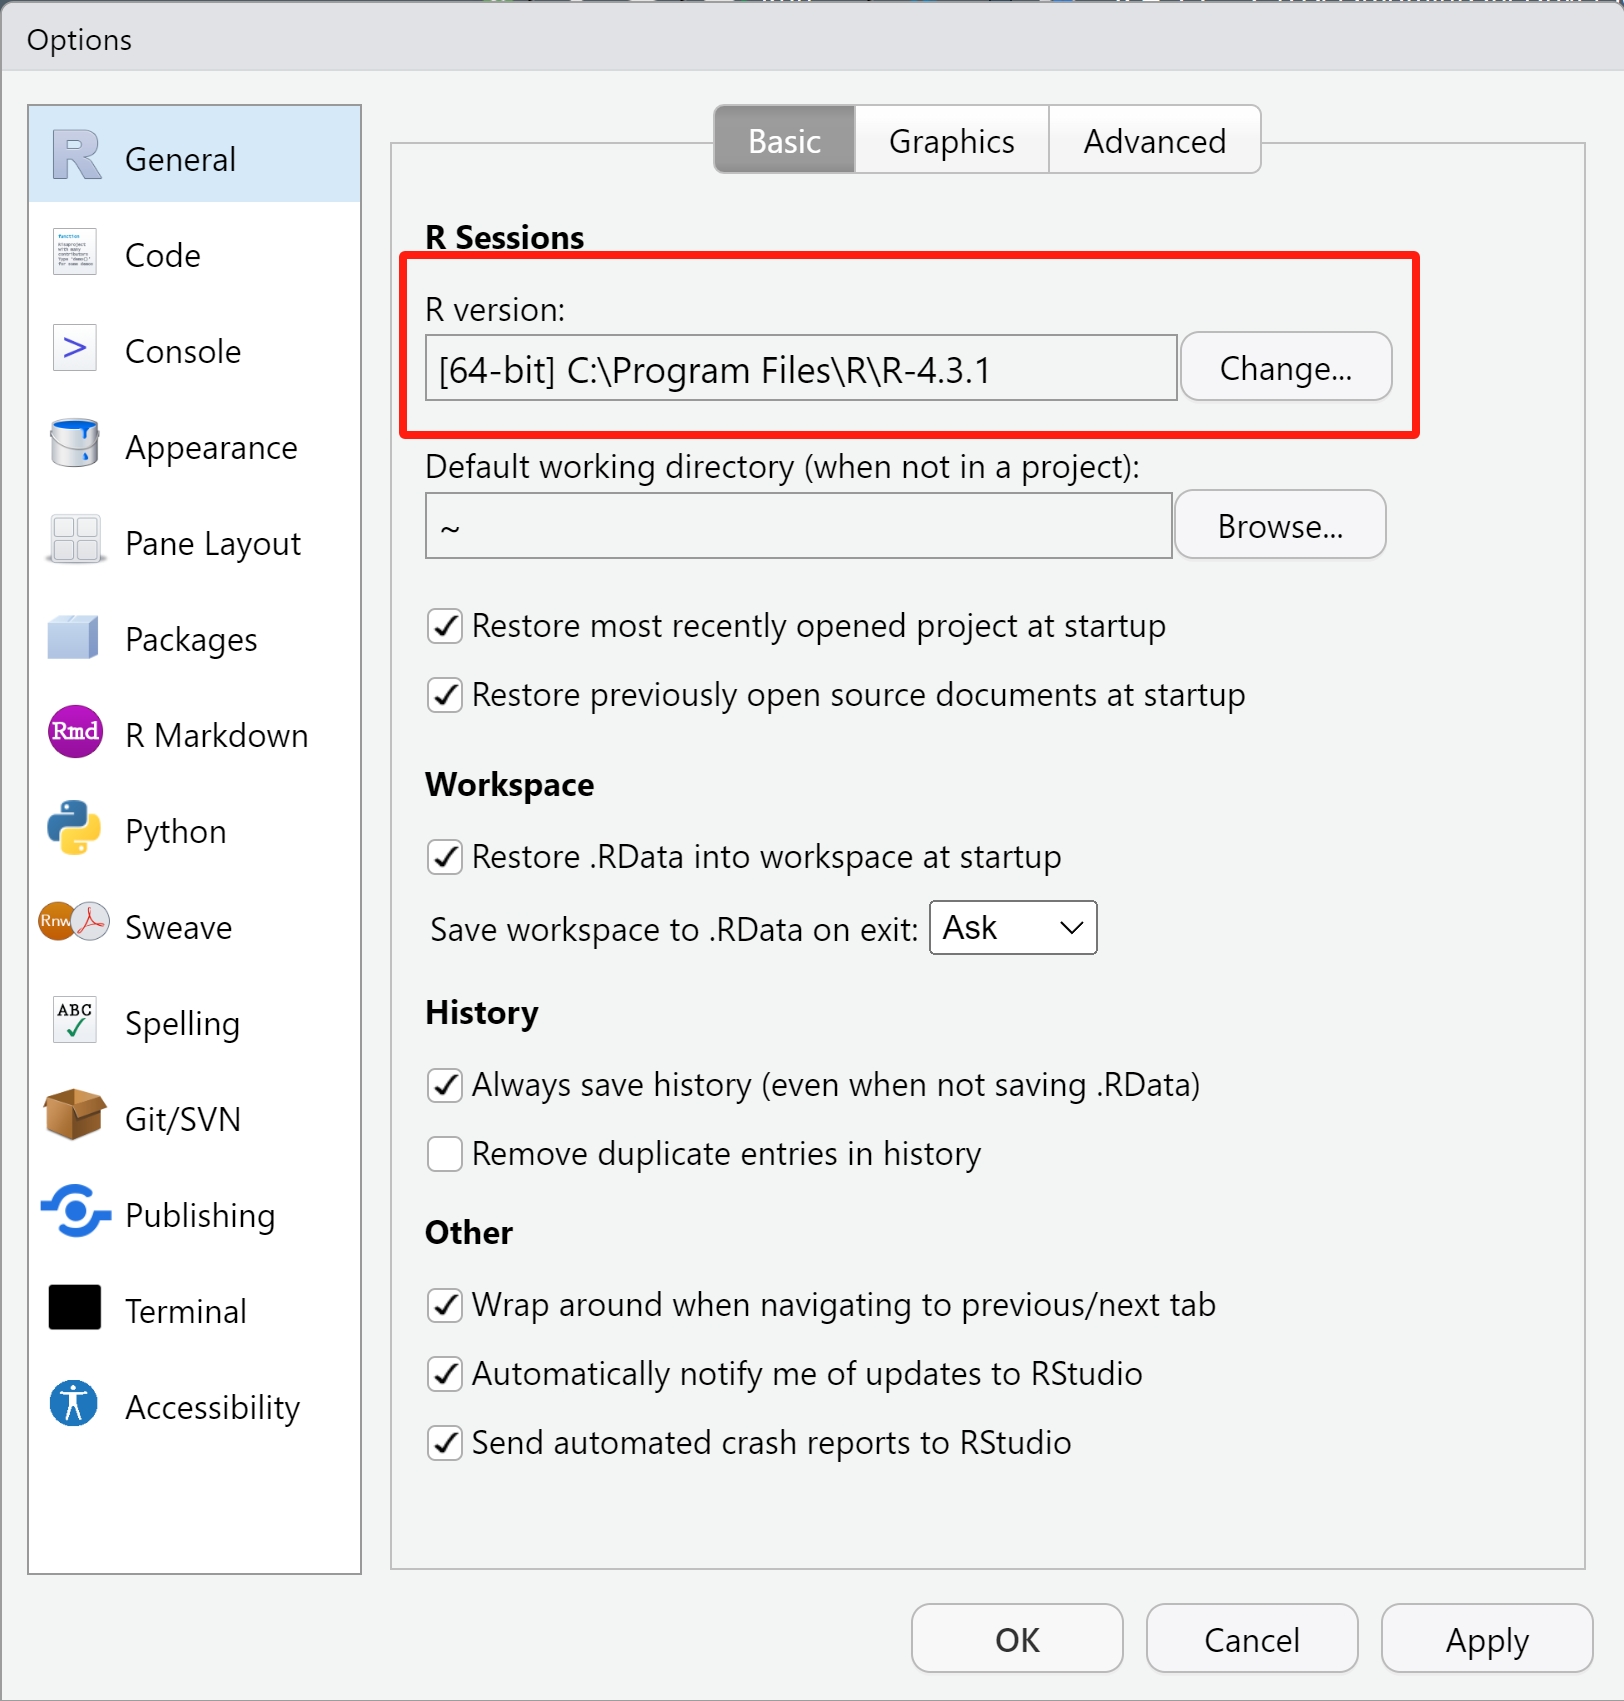 Options
General
Code
Console
Appearance
Pane Layout
Packages
Rmd
R Markdown
Python
Rnw
Sweave
ABC
Spelling
Git/SVN
Publishing
Terminal
Accessibility
Basic
Graphics
Advanced
R Sessions
R version:
[64-bit] C:\Program Files\R\R-4.3.1
Change...
Default working directory (when not in a project):
~
Browse...
Restore most recently opened project at startup
Restore previously open source documents at startup
Workspace
Restore .RData into workspace at startup
Save workspace to .RData on exit: Ask
History
Always save history (even when not saving .RData)
Remove duplicate entries in history
Other
Wrap around when navigating to previous/next tab
Automatically notify me of updates to RStudio
Send automated crash reports to RStudio
OK
Cancel
Apply